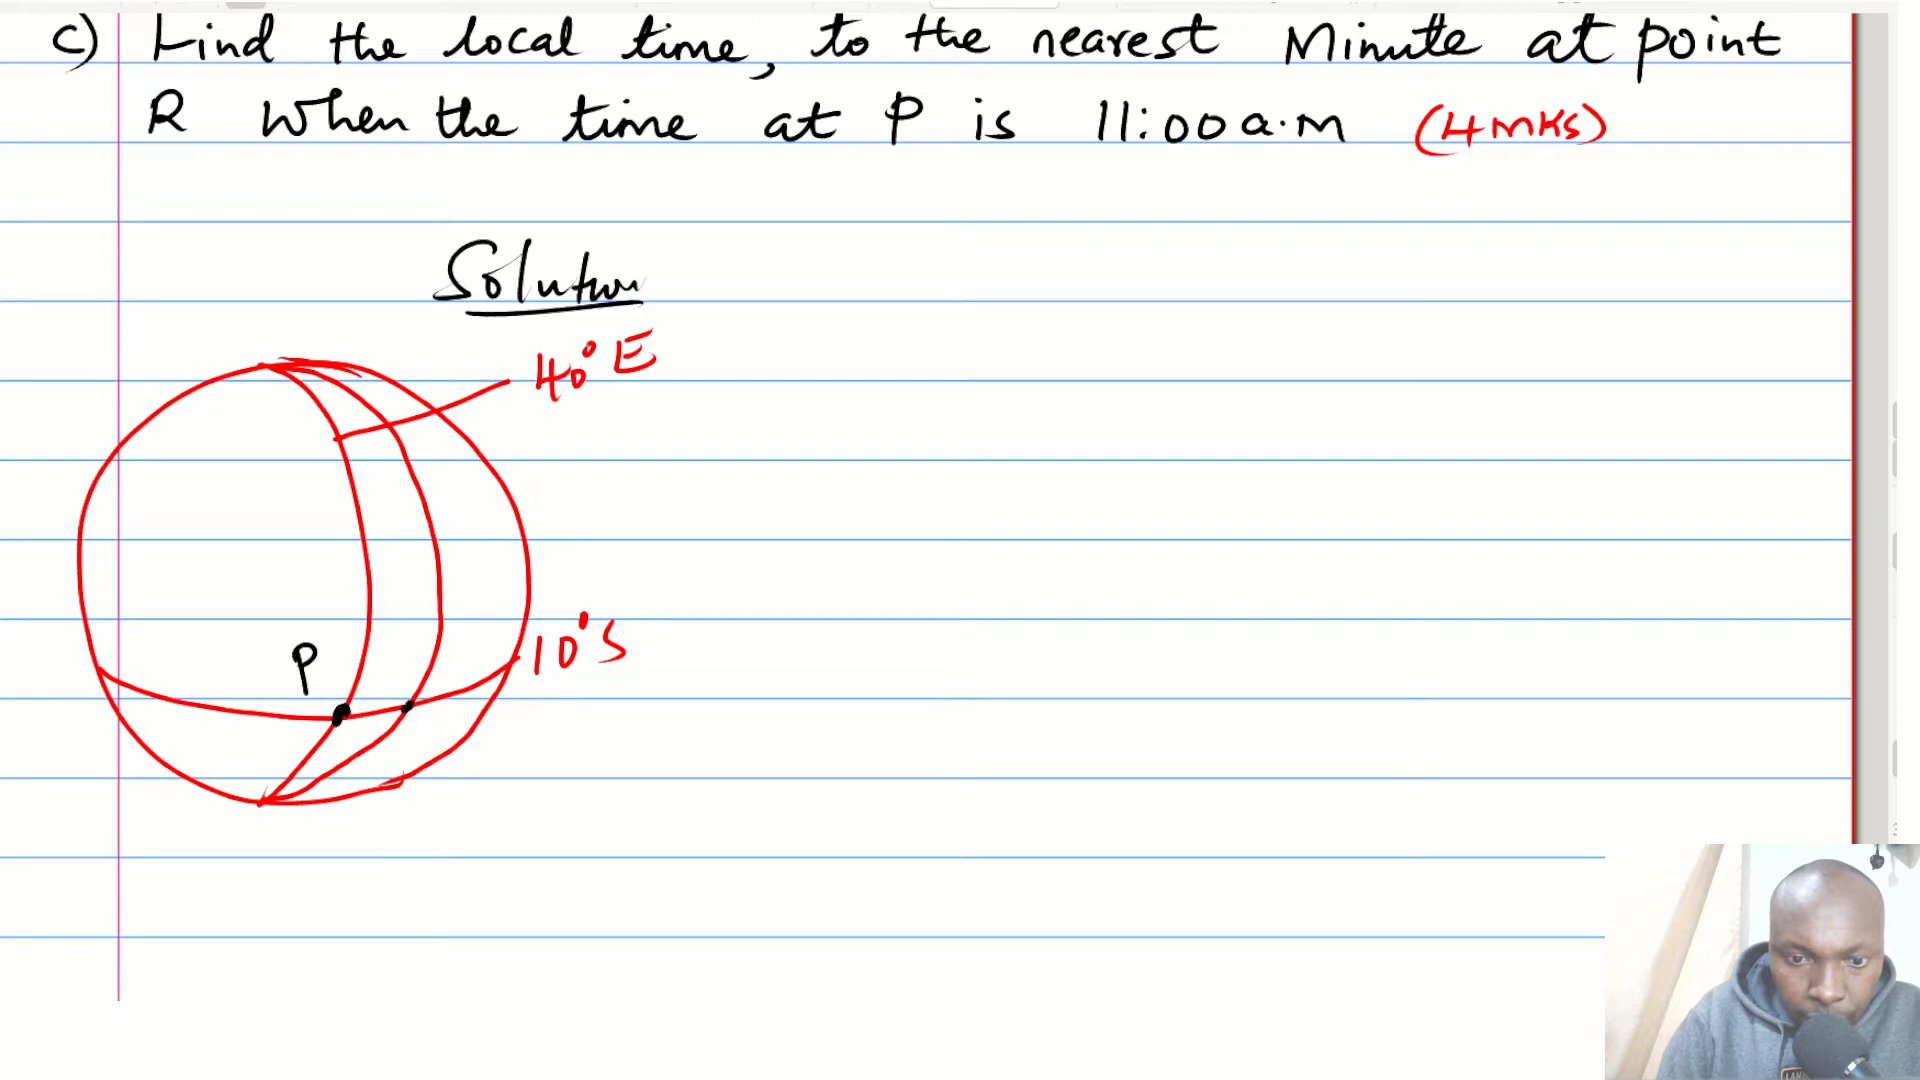 c) Find the local time, to the nearest Minute at point
R when the time at P is 11:00 a.m (4mks)
Solution
40°E
10°S
P